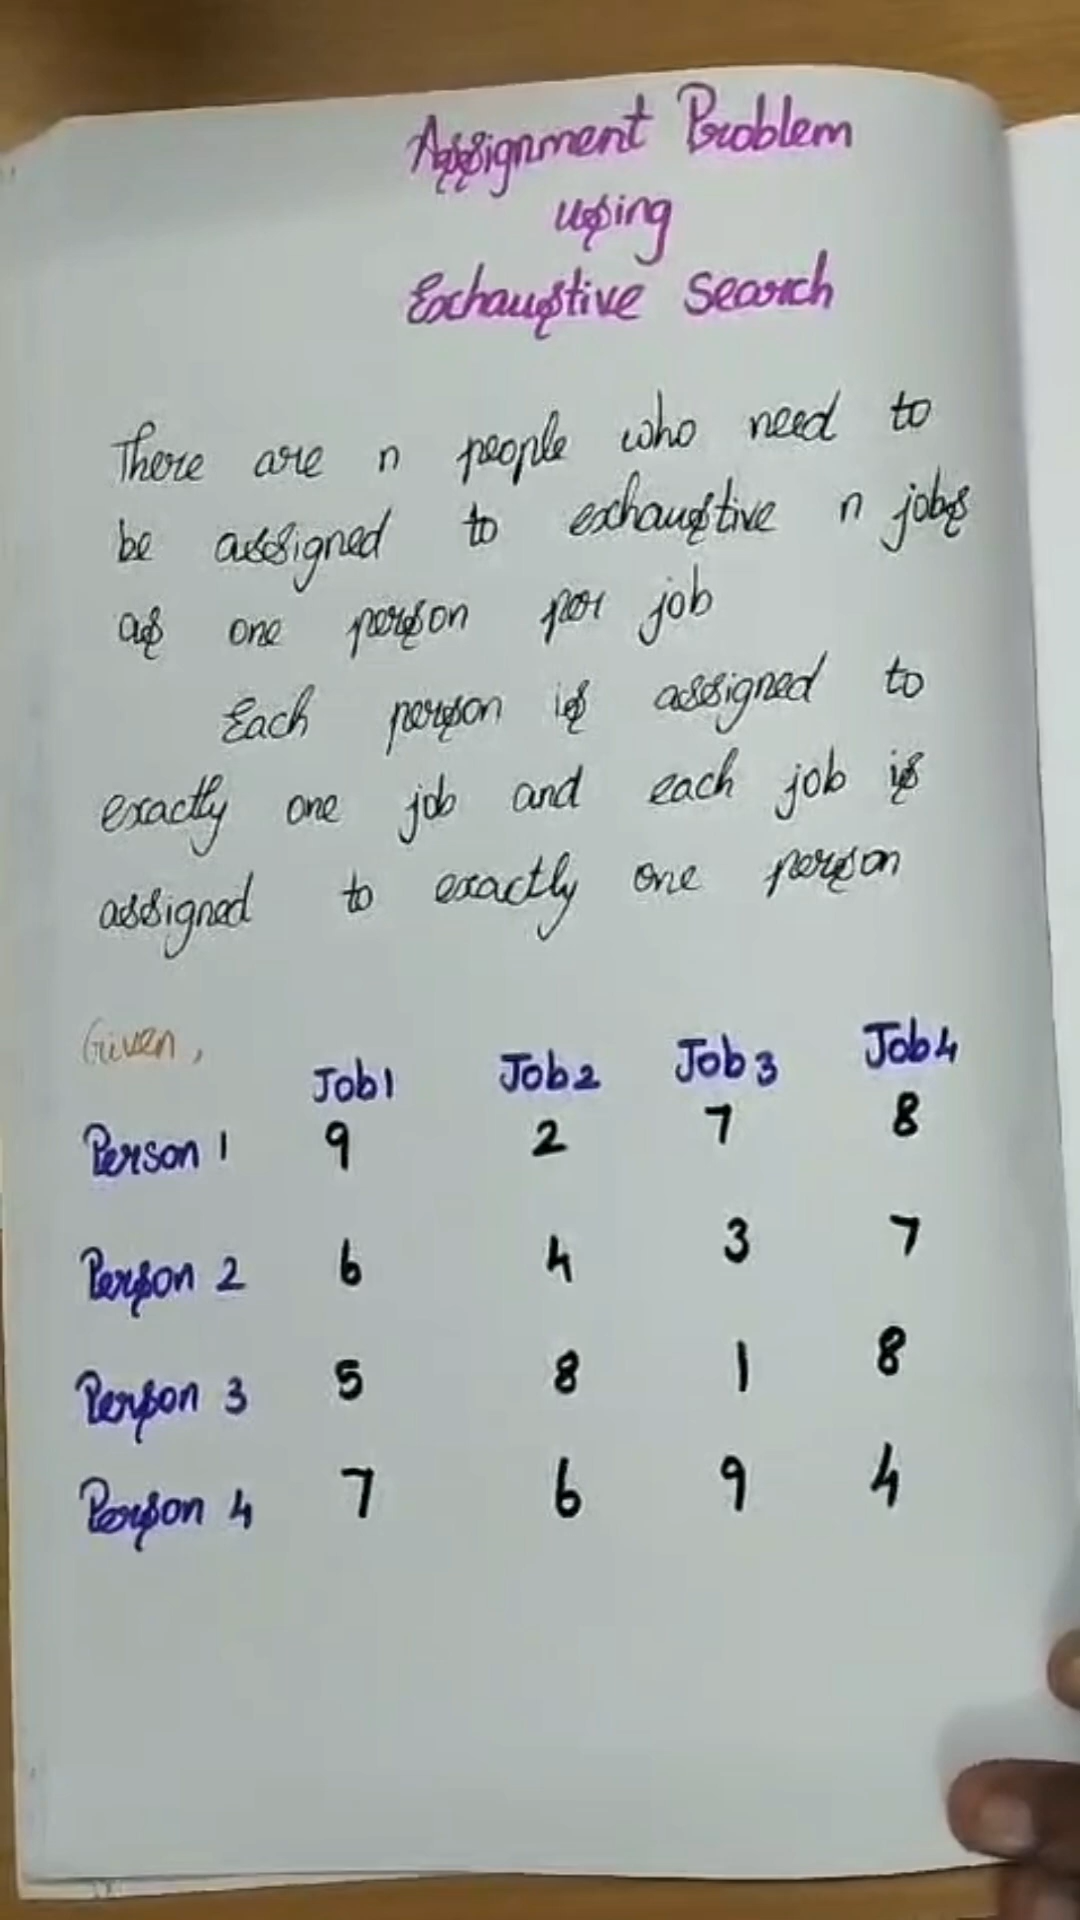 Assignment Problem
using
Exhaustive Search
There are n people who need to
be assigned to exhaustive n jobs
as one person per job
Each person is assigned to
exactly one job and each job is
assigned to exactly one person
Given,
Job1 Job2 Job3 Job4
Person 1 9 2 7 8
Person 2 6 4 3 7
Person 3 5 8 1 8
Person 4 7 6 9 4